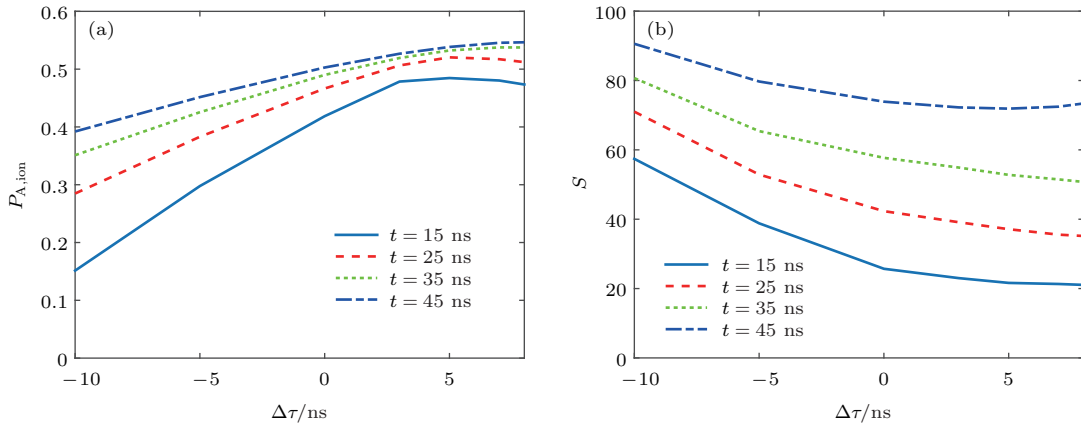 (a)
0.6
0.5
0.4
0.3
0.2
0.1
0
P_A,ion
t = 15 ns
t = 25 ns
t = 35 ns
t = 45 ns
−10 −5 0 5
Δτ/ns
(b)
100
80
60
40
20
0
S
t = 15 ns
t = 25 ns
t = 35 ns
t = 45 ns
−10 −5 0 5
Δτ/ns